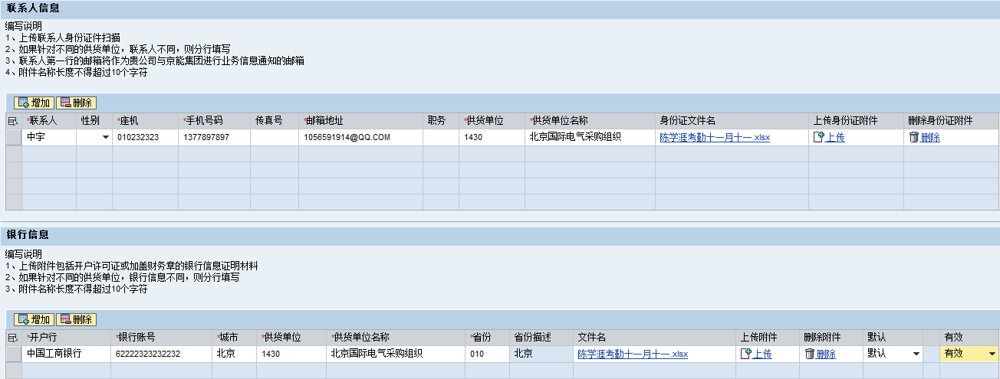 联系人信息
编写说明
1、上传联系人身份证件扫描
2、如果针对不同的供货单位，联系人不同，则分行填写
3、联系人第一行的邮箱将作为贵公司与京能集团进行业务信息通知的邮箱
4、附件名称长度不得超过10个字符
增加 删除
*联系人 性别 *座机 *手机号码 传真号 *邮箱地址 职务 *供货单位 *供货单位名称 身份证文件名 上传身份证附件 删除身份证附件
中宇 010232323 1377897897 1056591914@QQ.COM 1430 北京国际电气采购组织 陈学涯考勤十一月十一.xlsx 上传 删除
银行信息
编写说明
1、上传附件包括开户许可证或加盖财务章的银行信息证明材料
2、如果针对不同的供货单位，银行信息不同，则分行填写
3、附件名称长度不得超过10个字符
增加 删除
*开户行 *银行账号 *城市 *供货单位 *供货单位名称 *省份 省份描述 文件名 上传附件 删除附件 默认 有效
中国工商银行 62222323232232 北京 1430 北京国际电气采购组织 010 北京 陈学涯考勤十一月十一.xlsx 上传 删除 默认 有效